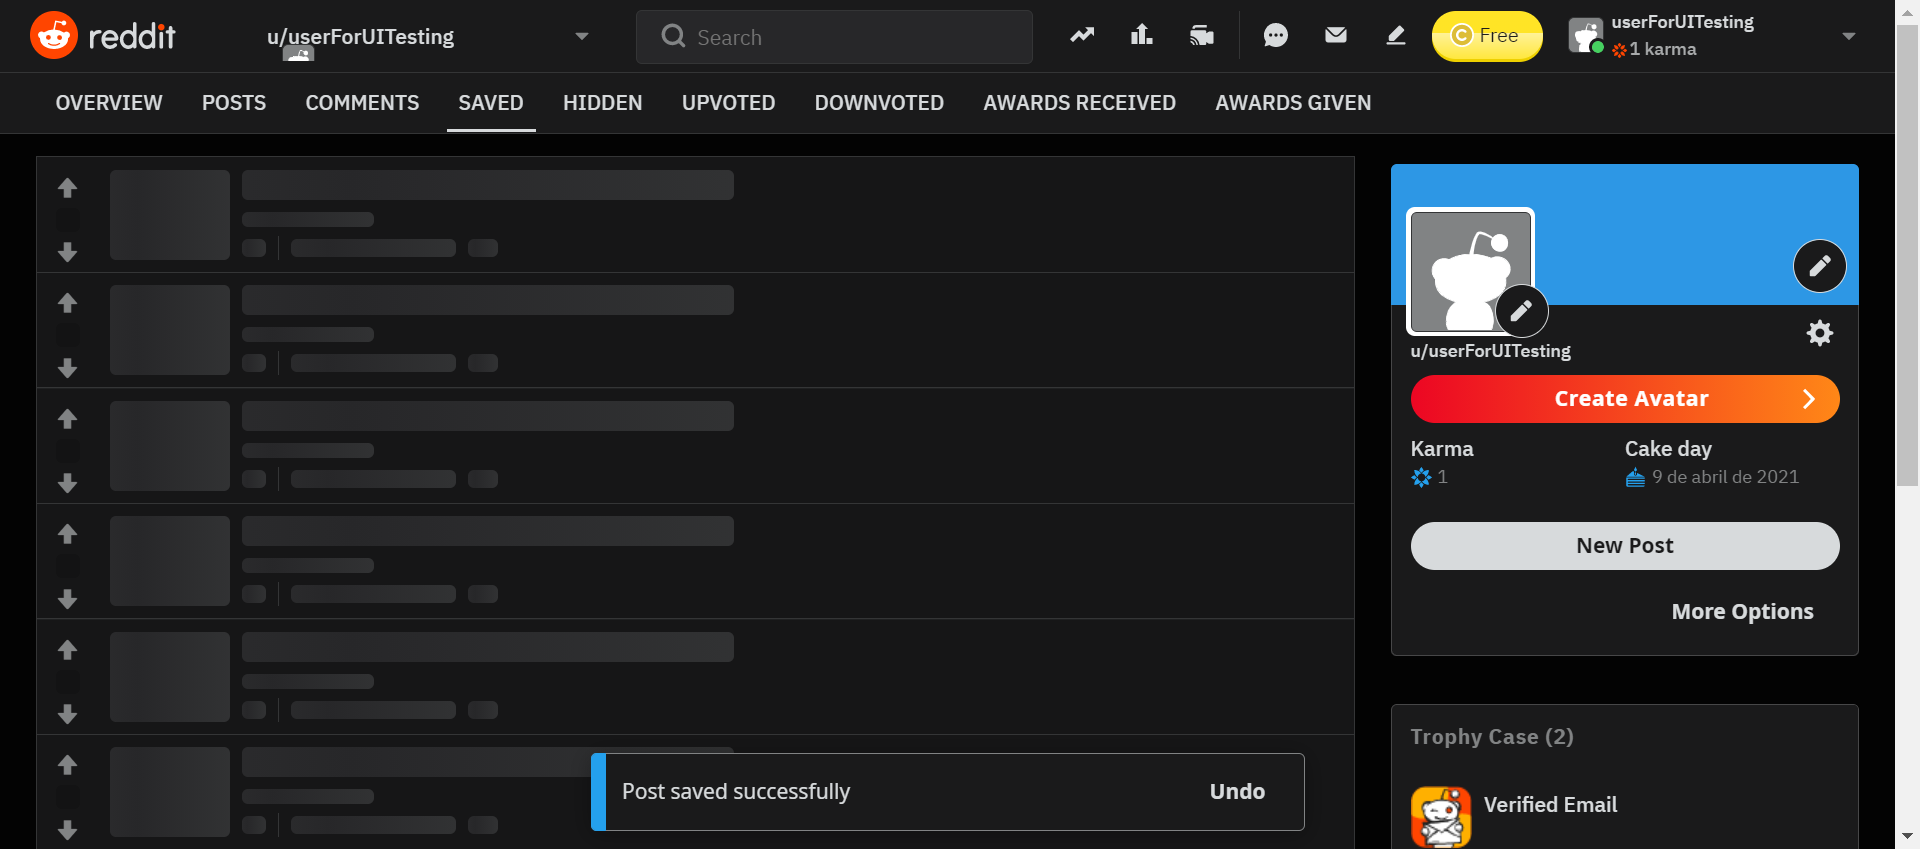 reddit
u/userForUITesting
Search
Free
userForUITesting
1 karma
OVERVIEW
POSTS
COMMENTS
SAVED
HIDDEN
UPVOTED
DOWNVOTED
AWARDS RECEIVED
AWARDS GIVEN
u/userForUITesting
Create Avatar
Karma
Cake day
1
9 de abril de 2021
New Post
More Options
Trophy Case (2)
Verified Email
Post saved successfully
Undo